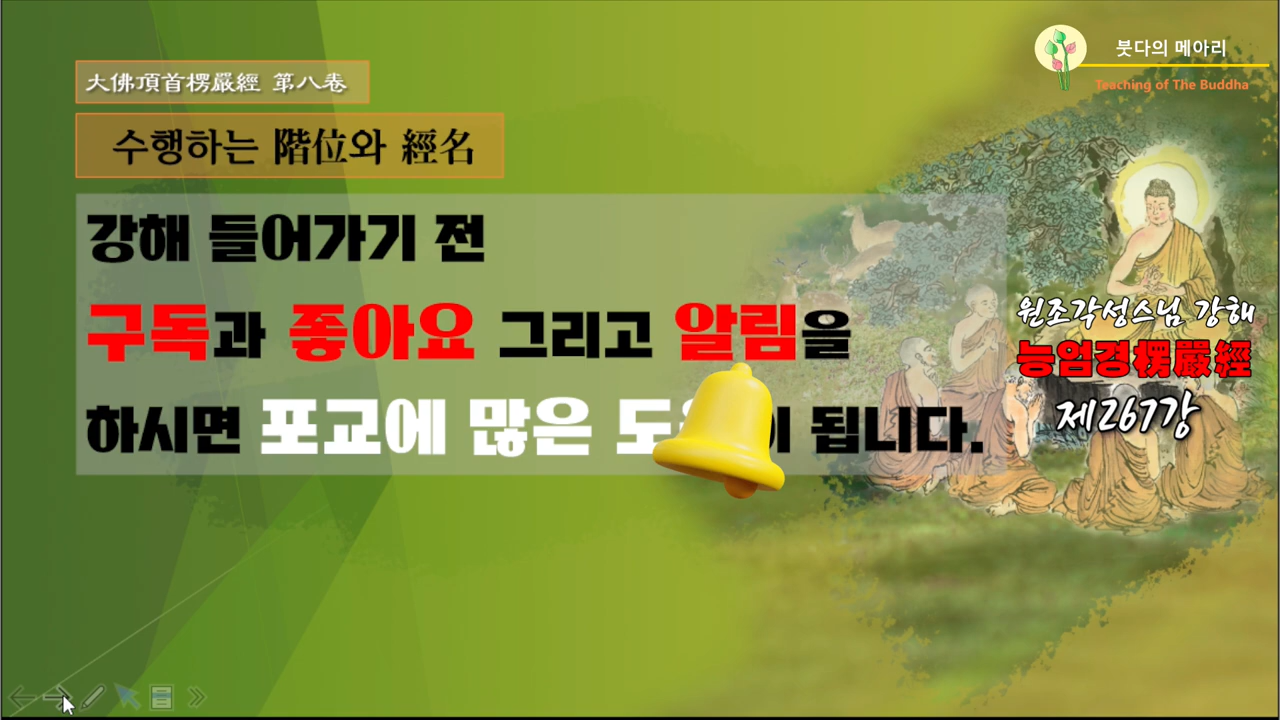 붓다의 메아리
Teaching of The Buddha
大佛頂首楞嚴經 第八卷
수행하는 階位와 經名
강해 들어가기 전
구독과 좋아요 그리고 알림을
하시면 포교에 많은 됩니다.
원조각성스님 강해
능엄경楞嚴經
제267강